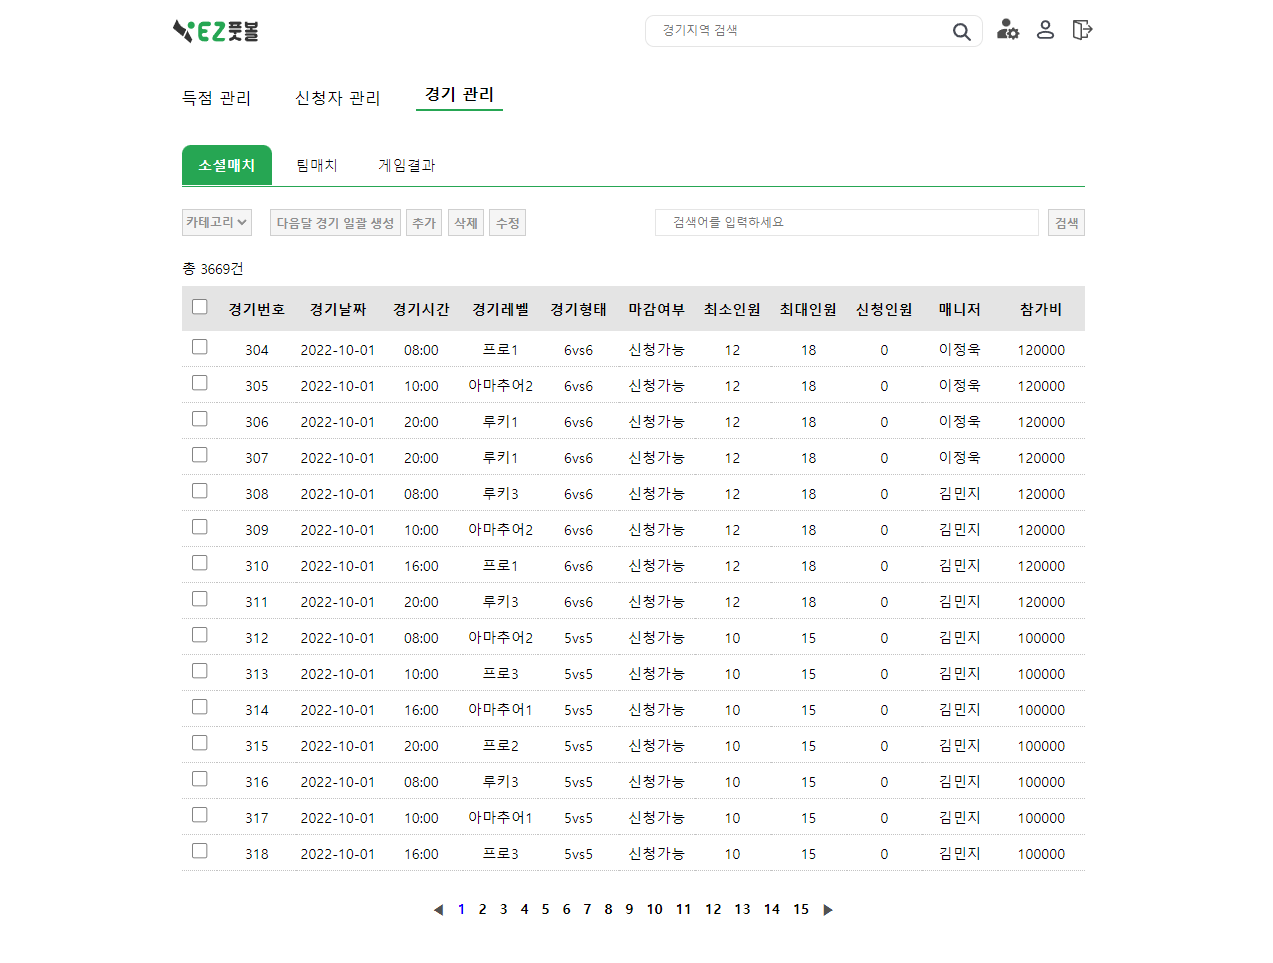 EZ풋볼 경기지역 검색
득점 관리 신청자 관리 경기 관리
소셜매치 팀매치 게임결과
카테고리 다음달 경기 일괄 생성 추가 삭제 수정 검색어를 입력하세요 검색
총 3669건
경기번호 경기날짜 경기시간 경기레벨 경기형태 마감여부 최소인원 최대인원 신청인원 매니저 참가비
304 2022-10-01 08:00 프로1 6vs6 신청가능 12 18 0 이정욱 120000
305 2022-10-01 10:00 아마추어2 6vs6 신청가능 12 18 0 이정욱 120000
306 2022-10-01 20:00 루키1 6vs6 신청가능 12 18 0 이정욱 120000
307 2022-10-01 20:00 루키1 6vs6 신청가능 12 18 0 이정욱 120000
308 2022-10-01 08:00 루키3 6vs6 신청가능 12 18 0 김민지 120000
309 2022-10-01 10:00 아마추어2 6vs6 신청가능 12 18 0 김민지 120000
310 2022-10-01 16:00 프로1 6vs6 신청가능 12 18 0 김민지 120000
311 2022-10-01 20:00 루키3 6vs6 신청가능 12 18 0 김민지 120000
312 2022-10-01 08:00 아마추어2 5vs5 신청가능 10 15 0 김민지 100000
313 2022-10-01 10:00 프로3 5vs5 신청가능 10 15 0 김민지 100000
314 2022-10-01 16:00 아마추어1 5vs5 신청가능 10 15 0 김민지 100000
315 2022-10-01 20:00 프로2 5vs5 신청가능 10 15 0 김민지 100000
316 2022-10-01 08:00 루키3 5vs5 신청가능 10 15 0 김민지 100000
317 2022-10-01 10:00 아마추어1 5vs5 신청가능 10 15 0 김민지 100000
318 2022-10-01 16:00 프로3 5vs5 신청가능 10 15 0 김민지 100000
◀ 1 2 3 4 5 6 7 8 9 10 11 12 13 14 15 ▶